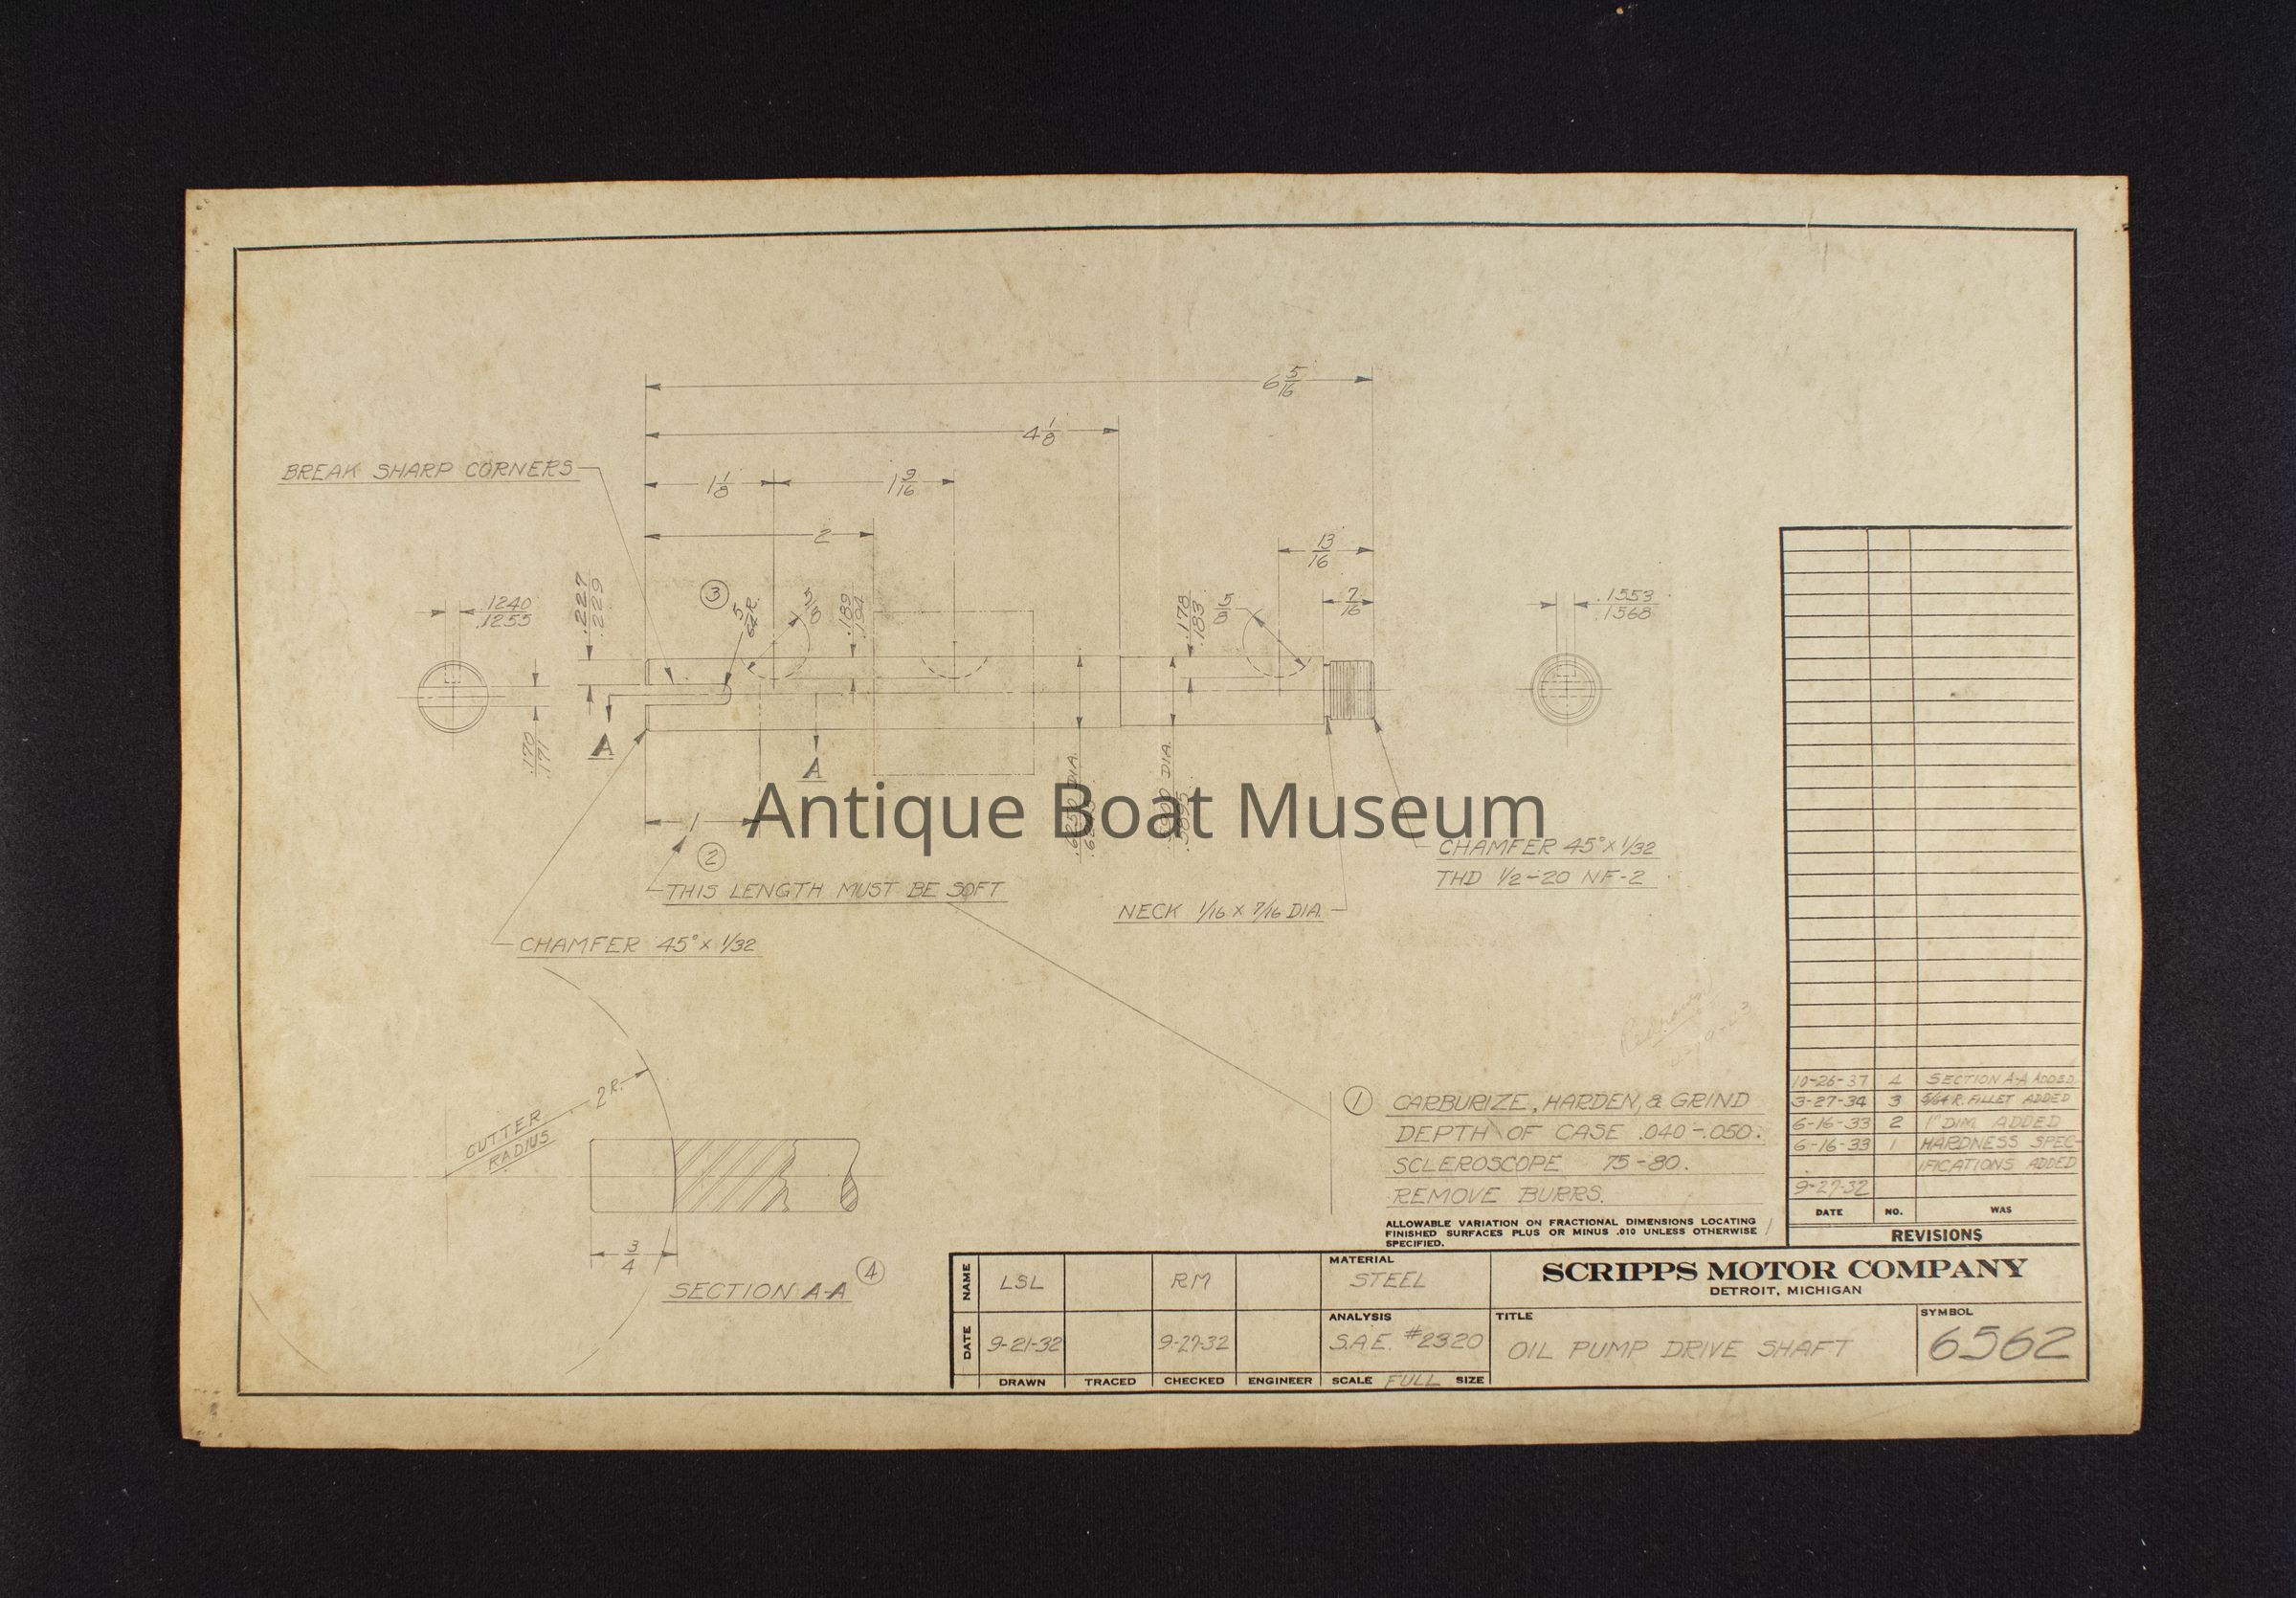 6 5/16
4 1/8
BREAK SHARP CORNERS
1 1/8
1 9/16
2
13/16
3
5/64 R.
5/8
.189
.194
.178
.183
5/8
7/16
.227
.229
.1240
.1255
.1553
.1568
.170
.171
A
A
DIA.
DIA.
Antique Boat Museum
1
2
THIS LENGTH MUST BE SOFT
CHAMFER 45° x 1/32
CHAMFER 45° x 1/32
THD 1/2-20 NF-2
NECK 1/16 x 7/16 DIA.
CUTTER
RADIUS
2 R.
3/4
SECTION A-A
4
1
CARBURIZE, HARDEN, & GRIND
DEPTH OF CASE .040-.050.
SCLEROSCOPE 75-80.
REMOVE BURRS.
ALLOWABLE VARIATION ON FRACTIONAL DIMENSIONS LOCATING
FINISHED SURFACES PLUS OR MINUS .010 UNLESS OTHERWISE
SPECIFIED.
10-26-37 4 SECTION A-A ADDED
3-27-34 3 5/64 R. FILLET ADDED
6-16-33 2 1" DIM. ADDED
6-16-33 1 HARDNESS SPEC-
IFICATIONS ADDED
9-27-32
DATE NO. WAS
REVISIONS
NAME LSL RM
DATE 9-21-32 9-27-32
DRAWN TRACED CHECKED ENGINEER
MATERIAL
STEEL
ANALYSIS
S.A.E. #2320
SCALE FULL SIZE
SCRIPPS MOTOR COMPANY
DETROIT, MICHIGAN
TITLE
OIL PUMP DRIVE SHAFT
SYMBOL
6562